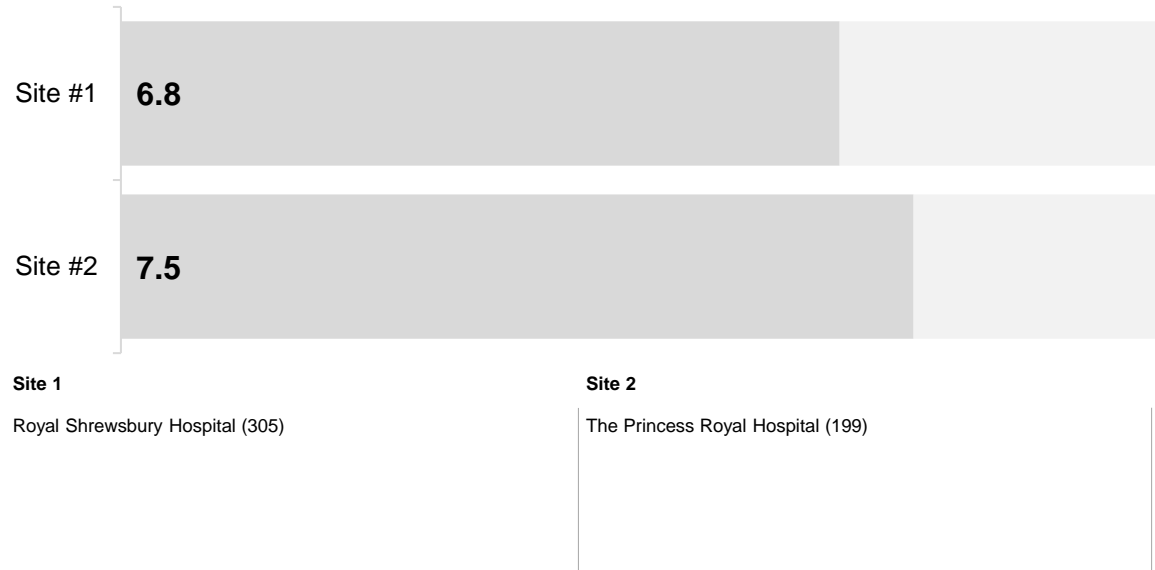 Site #1 6.8
Site #2 7.5
Site 1
Site 2
Royal Shrewsbury Hospital (305)
The Princess Royal Hospital (199)